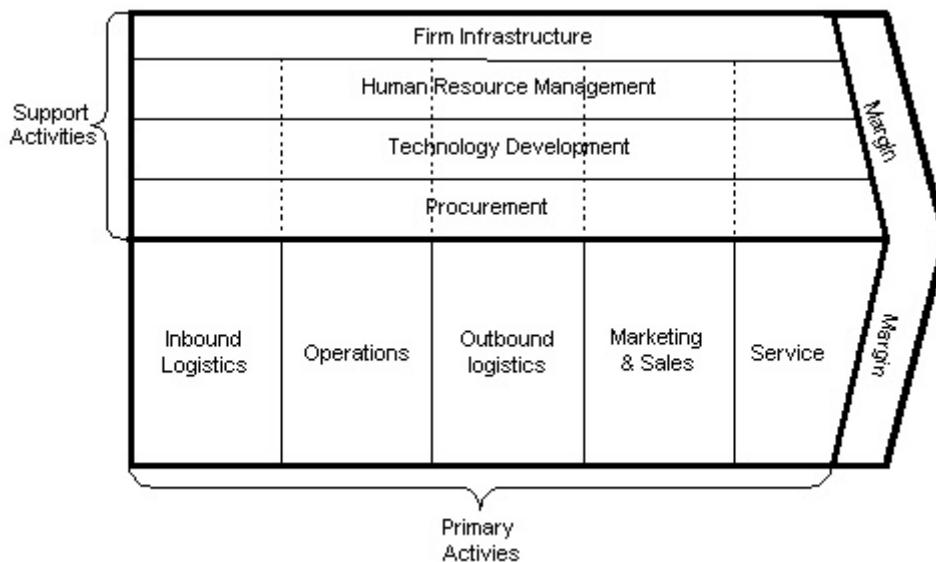 Firm Infrastructure
Human Resource Management
Support
Activities
Technology Development
Procurement
Margin
Inbound
Logistics
Operations
Outbound
logistics
Marketing
& Sales
Service
Margin
Primary
Activies